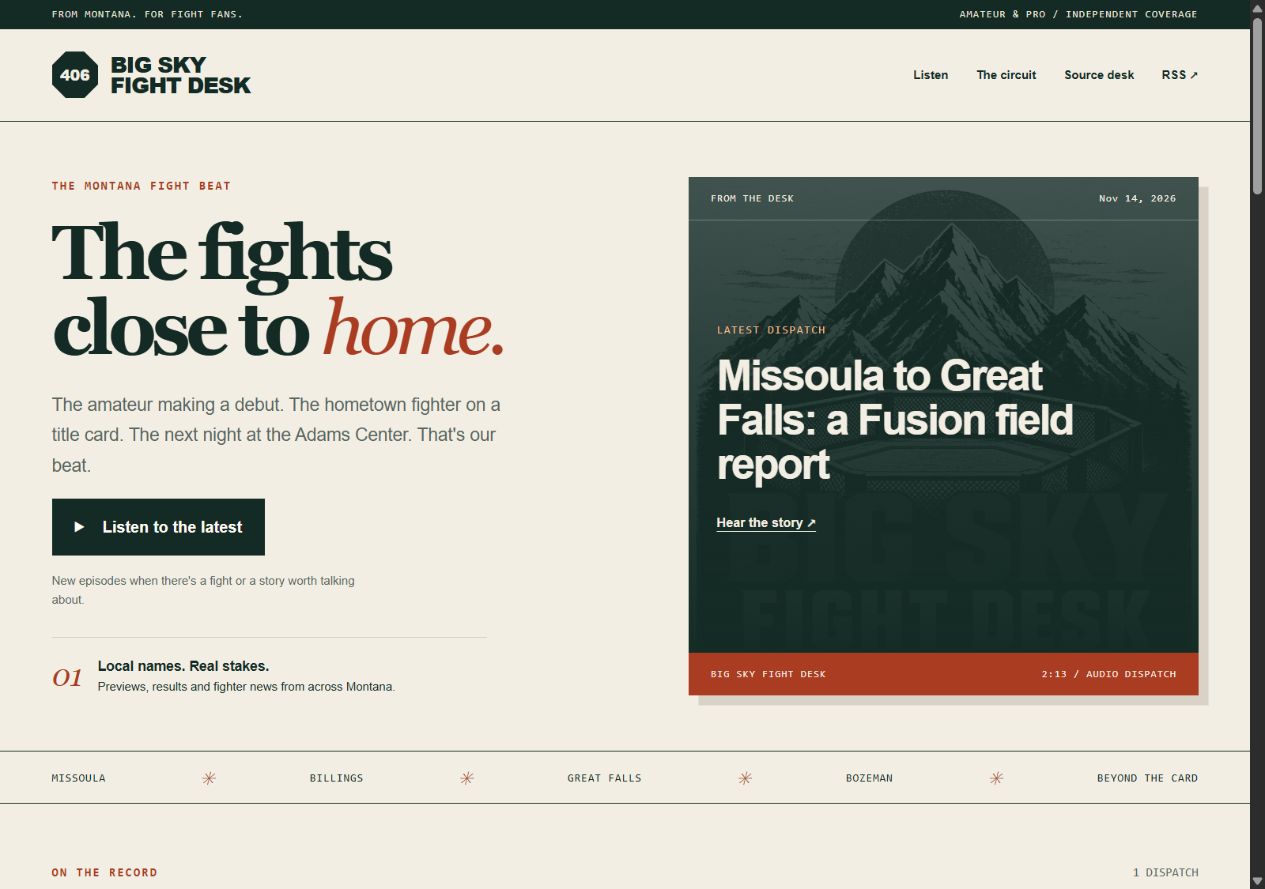 FROM MONTANA. FOR FIGHT FANS.
AMATEUR & PRO / INDEPENDENT COVERAGE
406
BIG SKY
FIGHT DESK
Listen
The circuit
Source desk
RSS ↗
THE MONTANA FIGHT BEAT
The fights
close to home.
The amateur making a debut. The hometown fighter on a
title card. The next night at the Adams Center. That's our
beat.
▶ Listen to the latest
New episodes when there's a fight or a story worth talking
about.
01
Local names. Real stakes.
Previews, results and fighter news from across Montana.
FROM THE DESK
Nov 14, 2026
LATEST DISPATCH
Missoula to Great
Falls: a Fusion field
report
Hear the story ↗
BIG SKY
FIGHT DESK
BIG SKY FIGHT DESK
2:13 / AUDIO DISPATCH
MISSOULA
BILLINGS
GREAT FALLS
BOZEMAN
BEYOND THE CARD
ON THE RECORD
1 DISPATCH